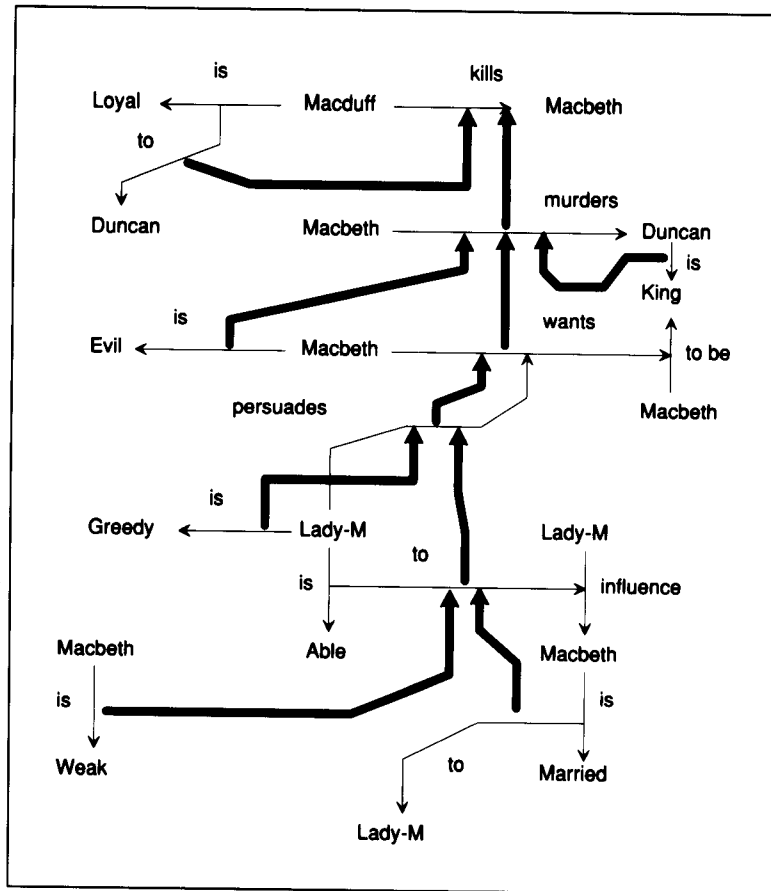 is kills
Loyal Macduff Macbeth
to
murders
Duncan Macbeth Duncan
is
King
is wants
Evil Macbeth to be
persuades Macbeth
is
Greedy Lady-M to Lady-M
is influence
Macbeth Able Macbeth
is is
Weak to Married
Lady-M